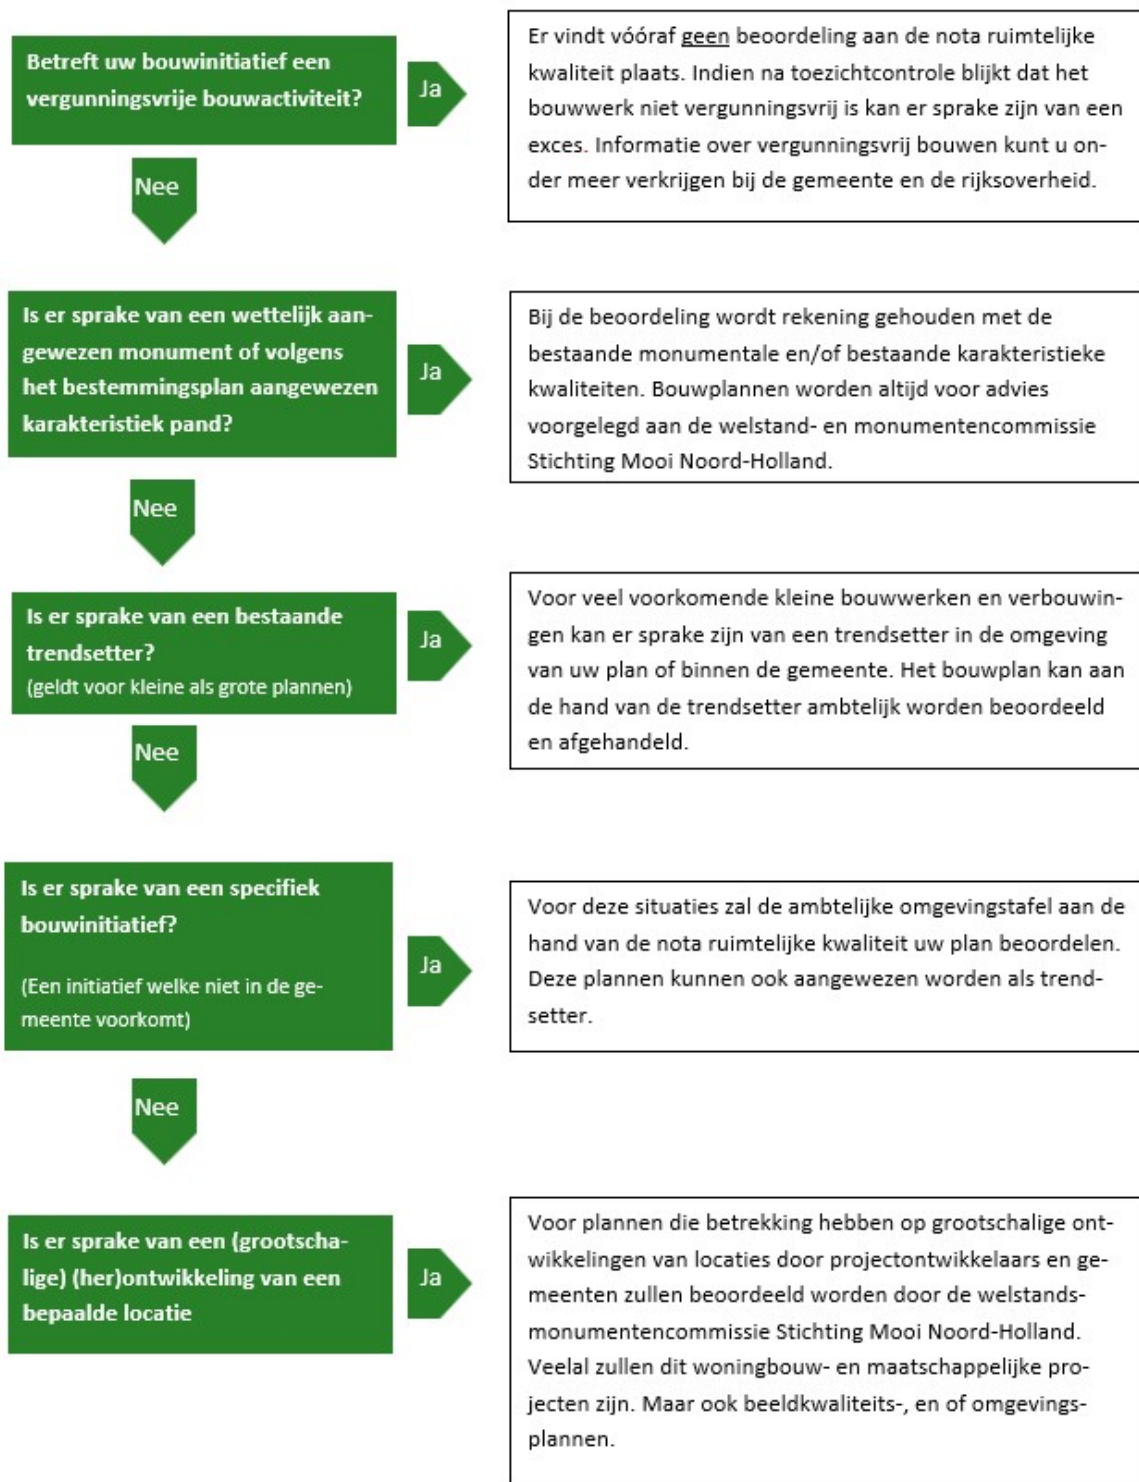 Betreft uw bouwinitiatief een
vergunningsvrije bouwactiviteit?
Ja
Er vindt vóóraf geen beoordeling aan de nota ruimtelijke
kwaliteit plaats. Indien na toezichtcontrole blijkt dat het
bouwwerk niet vergunningsvrij is kan er sprake zijn van een
exces. Informatie over vergunningsvrij bouwen kunt u on-
der meer verkrijgen bij de gemeente en de rijksoverheid.
Nee
Is er sprake van een wettelijk aan-
gewezen monument of volgens
het bestemmingsplan aangewezen
karakteristiek pand?
Ja
Bij de beoordeling wordt rekening gehouden met de
bestaande monumentale en/of bestaande karakteristieke
kwaliteiten. Bouwplannen worden altijd voor advies
voorgelegd aan de welstand- en monumentencommissie
Stichting Mooi Noord-Holland.
Nee
Is er sprake van een bestaande
trendsetter?
(geldt voor kleine als grote plannen)
Ja
Voor veel voorkomende kleine bouwwerken en verbouwin-
gen kan er sprake zijn van een trendsetter in de omgeving
van uw plan of binnen de gemeente. Het bouwplan kan aan
de hand van de trendsetter ambtelijk worden beoordeeld
en afgehandeld.
Nee
Is er sprake van een specifiek
bouwinitiatief?
(Een initiatief welke niet in de ge-
meente voorkomt)
Ja
Voor deze situaties zal de ambtelijke omgevingstafel aan de
hand van de nota ruimtelijke kwaliteit uw plan beoordelen.
Deze plannen kunnen ook aangewezen worden als trend-
setter.
Nee
Is er sprake van een (grootscha-
lige) (her)ontwikkeling van een
bepaalde locatie
Ja
Voor plannen die betrekking hebben op grootschalige ont-
wikkelingen van locaties door projectontwikkelaars en ge-
meenten zullen beoordeeld worden door de welstands-
monumentencommissie Stichting Mooi Noord-Holland.
Veelal zullen dit woningbouw- en maatschappelijke pro-
jecten zijn. Maar ook beeldkwaliteits-, en of omgevings-
plannen.